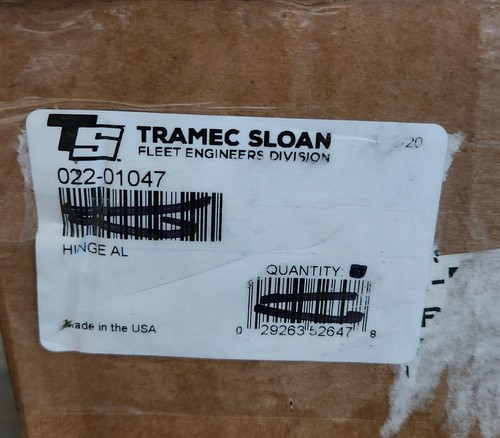 TS
TRAMEC SLOAN
FLEET ENGINEERS DIVISION
022-01047
HINGE AL
QUANTITY:
0 29263 52647 8
Made in the USA